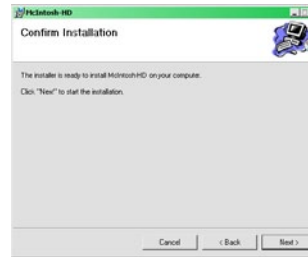 McIntosh-HD
Confirm Installation
The installer is ready to install McIntosh-HD on your compute.
Click "Next" to start the installation.
Cancel
< Back
Next >